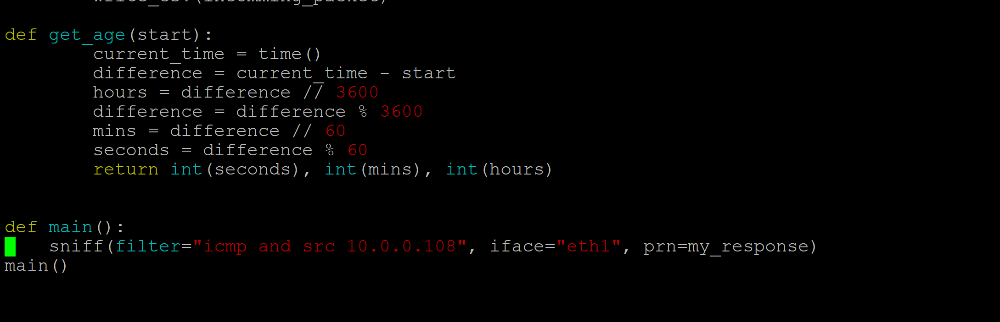 def get_age(start):
        current_time = time()
        difference = current_time - start
        hours = difference // 3600
        difference = difference % 3600
        mins = difference // 60
        seconds = difference % 60
        return int(seconds), int(mins), int(hours)
def main():
    sniff(filter="icmp and src 10.0.0.108", iface="eth1", prn=my_response)
main()